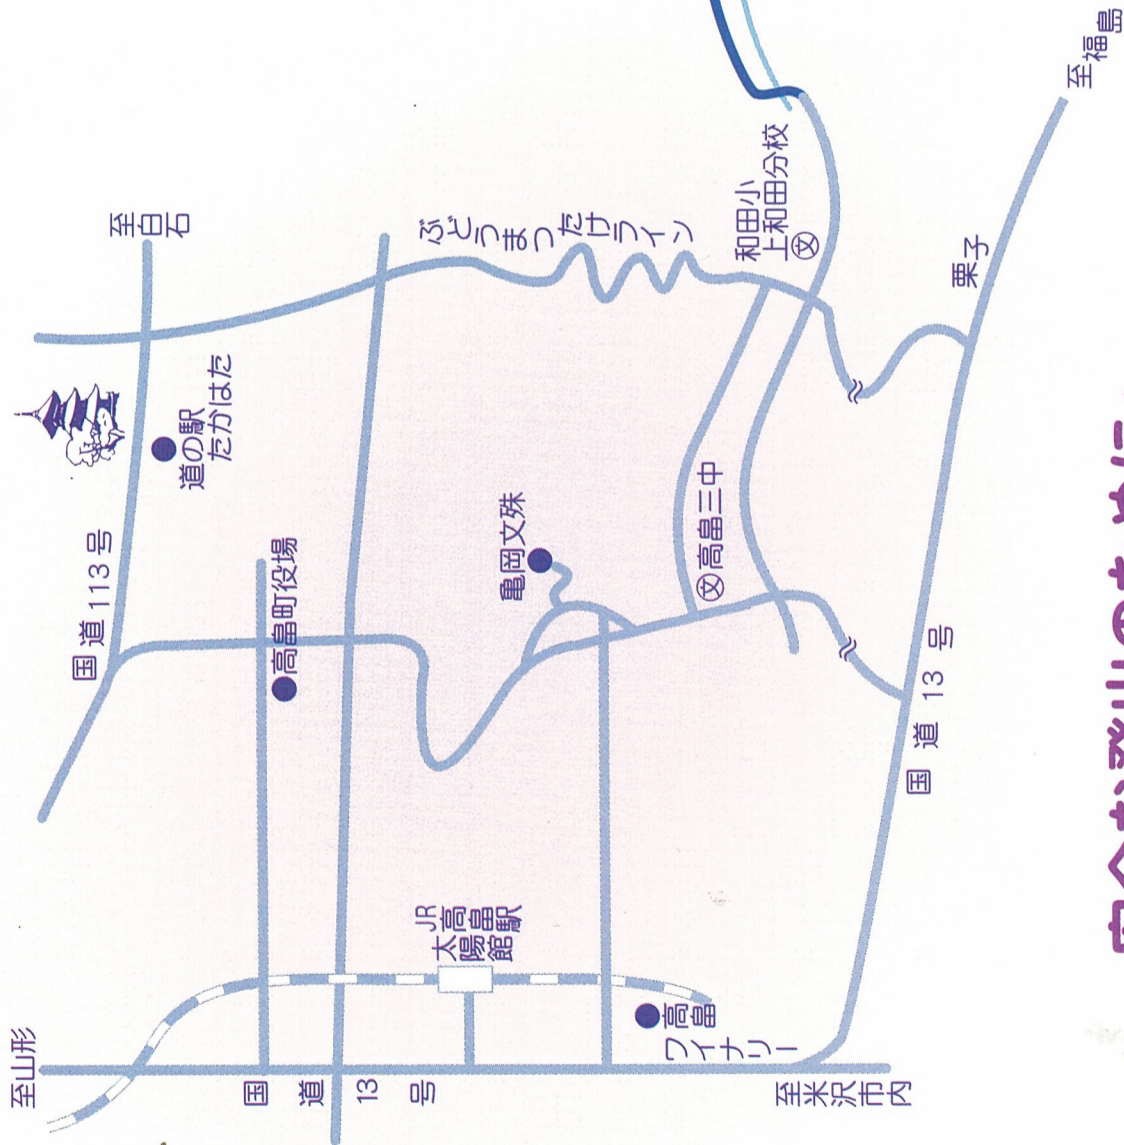 至福島
至白石
ぶどうまつたけライン
和田小
上和田分校
文
栗子
道の駅
たかはた
国道113号
高畠町役場
亀岡文殊
文高畠三中
国道13号
JR
高畠駅
太陽館
高畠
ワイナリー
至山形
国道13号
至米沢市内